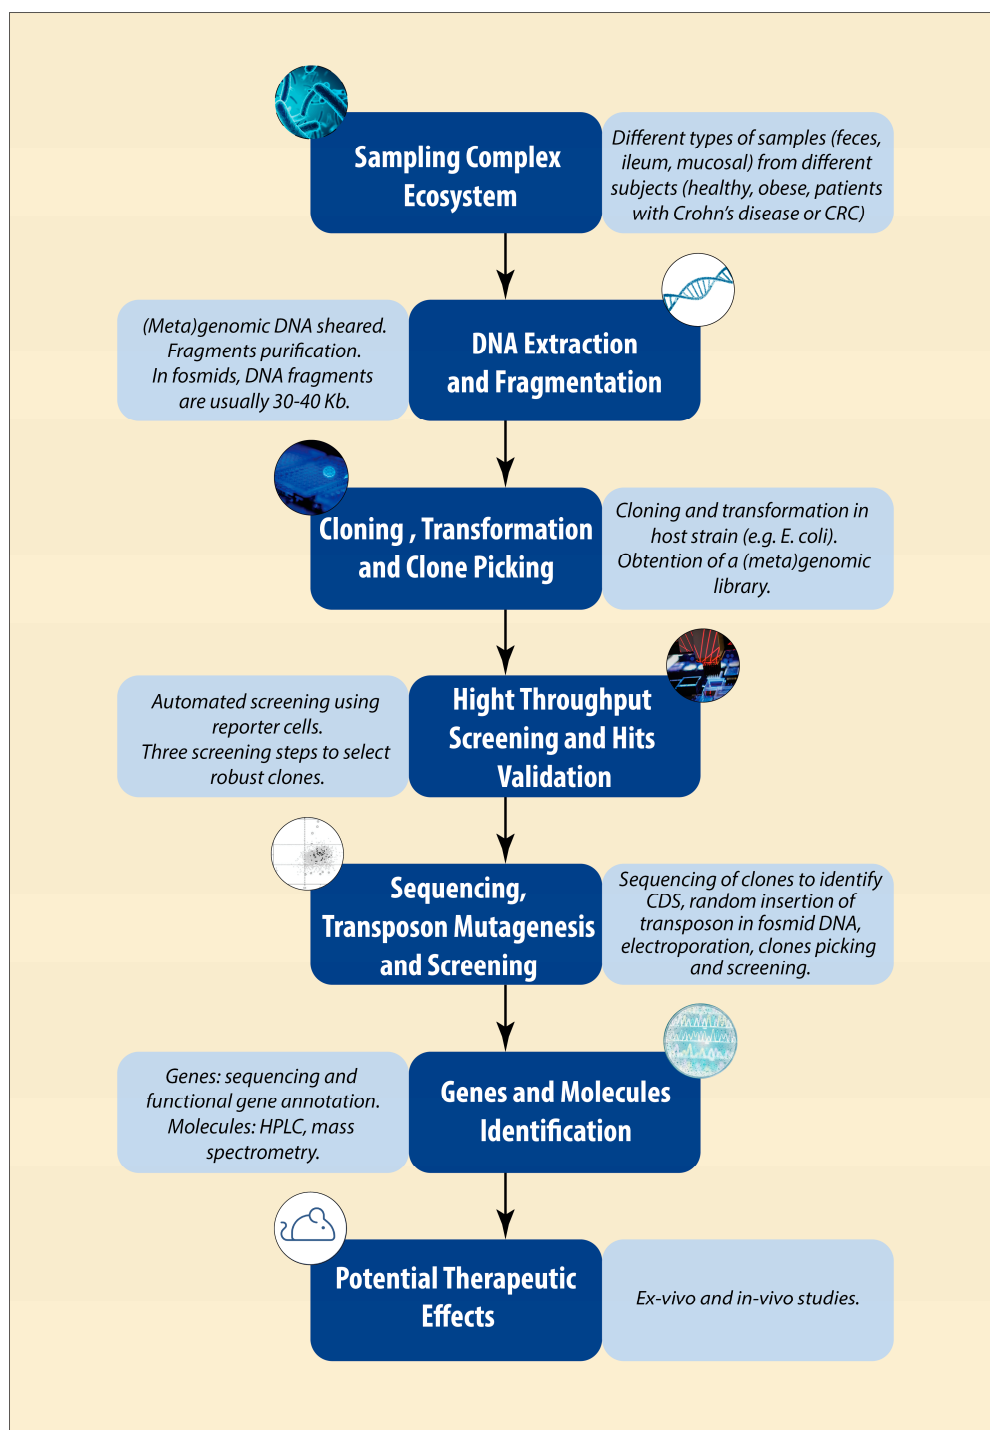 Sampling Complex
Ecosystem
Different types of samples (feces,
ileum, mucosal) from different
subjects (healthy, obese, patients
with Crohn’s disease or CRC)
(Meta)genomic DNA sheared.
Fragments purification.
In fosmids, DNA fragments
are usually 30-40 Kb.
DNA Extraction
and Fragmentation
Cloning , Transformation
and Clone Picking
Cloning and transformation in
host strain (e.g. E. coli).
Obtention of a (meta)genomic
library.
Automated screening using
reporter cells.
Three screening steps to select
robust clones.
Hight Throughput
Screening and Hits
Validation
Sequencing,
Transposon Mutagenesis
and Screening
Sequencing of clones to identify
CDS, random insertion of
transposon in fosmid DNA,
electroporation, clones picking
and screening.
Genes: sequencing and
functional gene annotation.
Molecules: HPLC, mass
spectrometry.
Genes and Molecules
Identification
Potential Therapeutic
Effects
Ex-vivo and in-vivo studies.